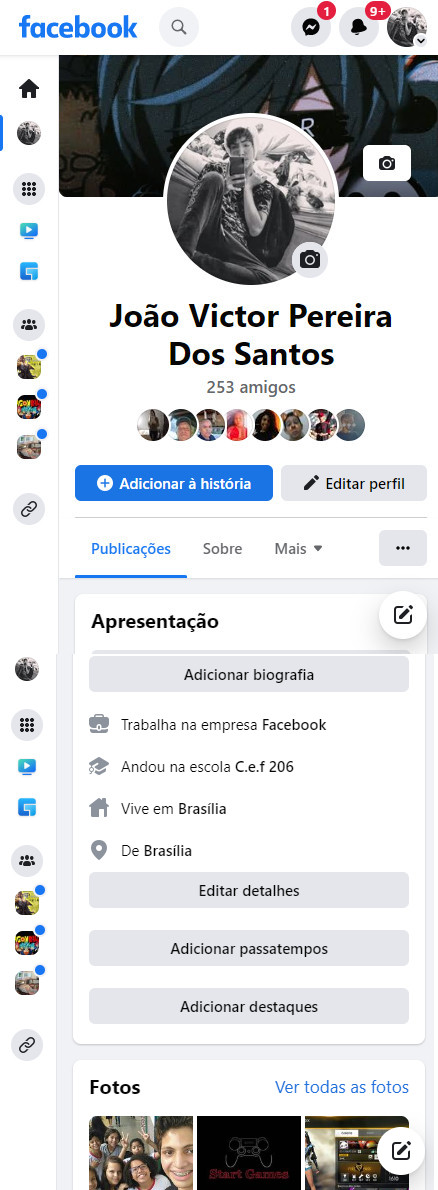 facebook
1
9+
R
João Victor Pereira
Dos Santos
253 amigos
Adicionar à história
Editar perfil
Publicações
Sobre
Mais
Apresentação
Adicionar biografia
Trabalha na empresa Facebook
Andou na escola C.e.f 206
Vive em Brasília
De Brasília
Editar detalhes
Adicionar passatempos
Adicionar destaques
Fotos
Ver todas as fotos
Start Games